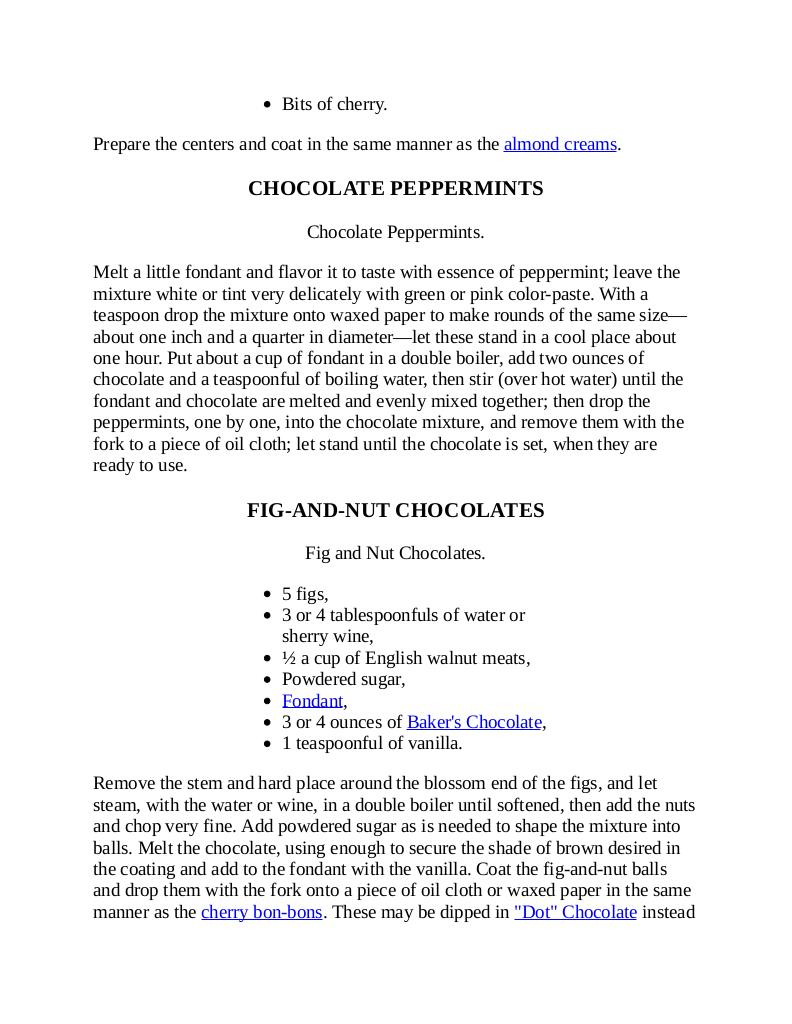 • Bits of cherry.
Prepare the centers and coat in the same manner as the almond creams.
CHOCOLATE PEPPERMINTS
Chocolate Peppermints.
Melt a little fondant and flavor it to taste with essence of peppermint; leave the
mixture white or tint very delicately with green or pink color-paste. With a
teaspoon drop the mixture onto waxed paper to make rounds of the same size—
about one inch and a quarter in diameter—let these stand in a cool place about
one hour. Put about a cup of fondant in a double boiler, add two ounces of
chocolate and a teaspoonful of boiling water, then stir (over hot water) until the
fondant and chocolate are melted and evenly mixed together; then drop the
peppermints, one by one, into the chocolate mixture, and remove them with the
fork to a piece of oil cloth; let stand until the chocolate is set, when they are
ready to use.
FIG-AND-NUT CHOCOLATES
Fig and Nut Chocolates.
• 5 figs,
• 3 or 4 tablespoonfuls of water or
sherry wine,
• ½ a cup of English walnut meats,
• Powdered sugar,
• Fondant,
• 3 or 4 ounces of Baker's Chocolate,
• 1 teaspoonful of vanilla.
Remove the stem and hard place around the blossom end of the figs, and let
steam, with the water or wine, in a double boiler until softened, then add the nuts
and chop very fine. Add powdered sugar as is needed to shape the mixture into
balls. Melt the chocolate, using enough to secure the shade of brown desired in
the coating and add to the fondant with the vanilla. Coat the fig-and-nut balls
and drop them with the fork onto a piece of oil cloth or waxed paper in the same
manner as the cherry bon-bons. These may be dipped in "Dot" Chocolate instead